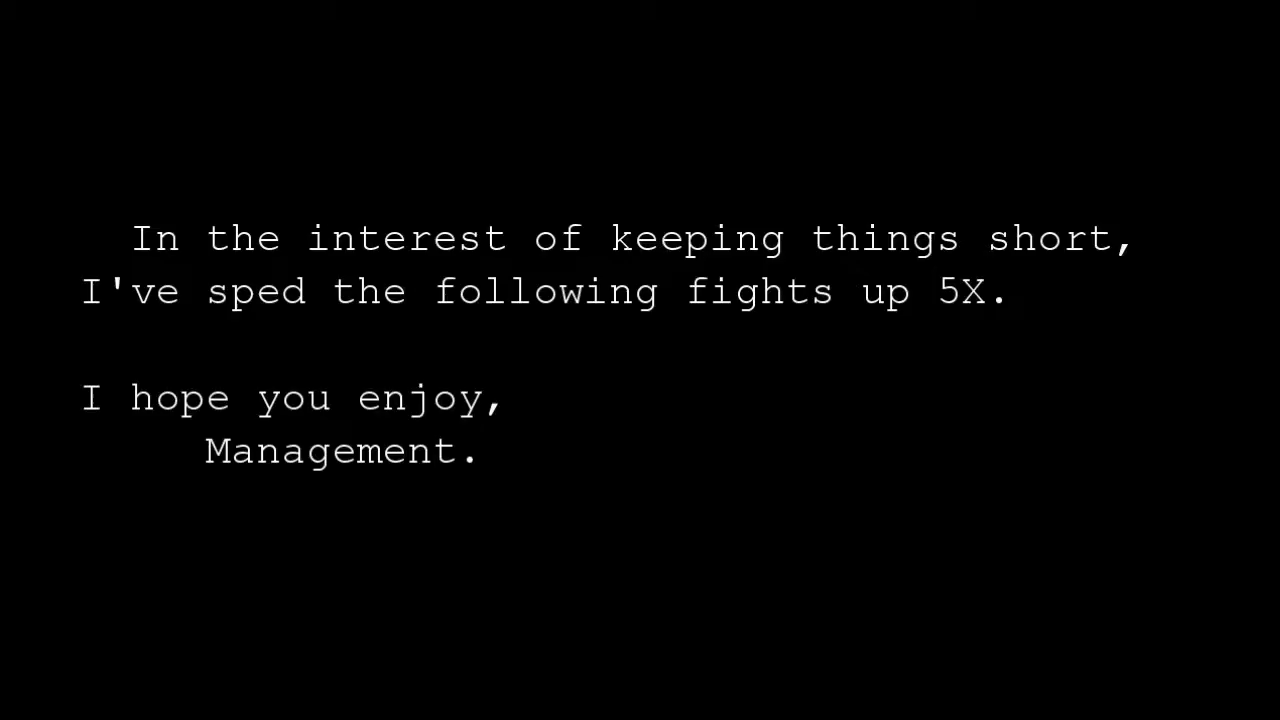 In the interest of keeping things short,
I've sped the following fights up 5X.
I hope you enjoy,
Management.